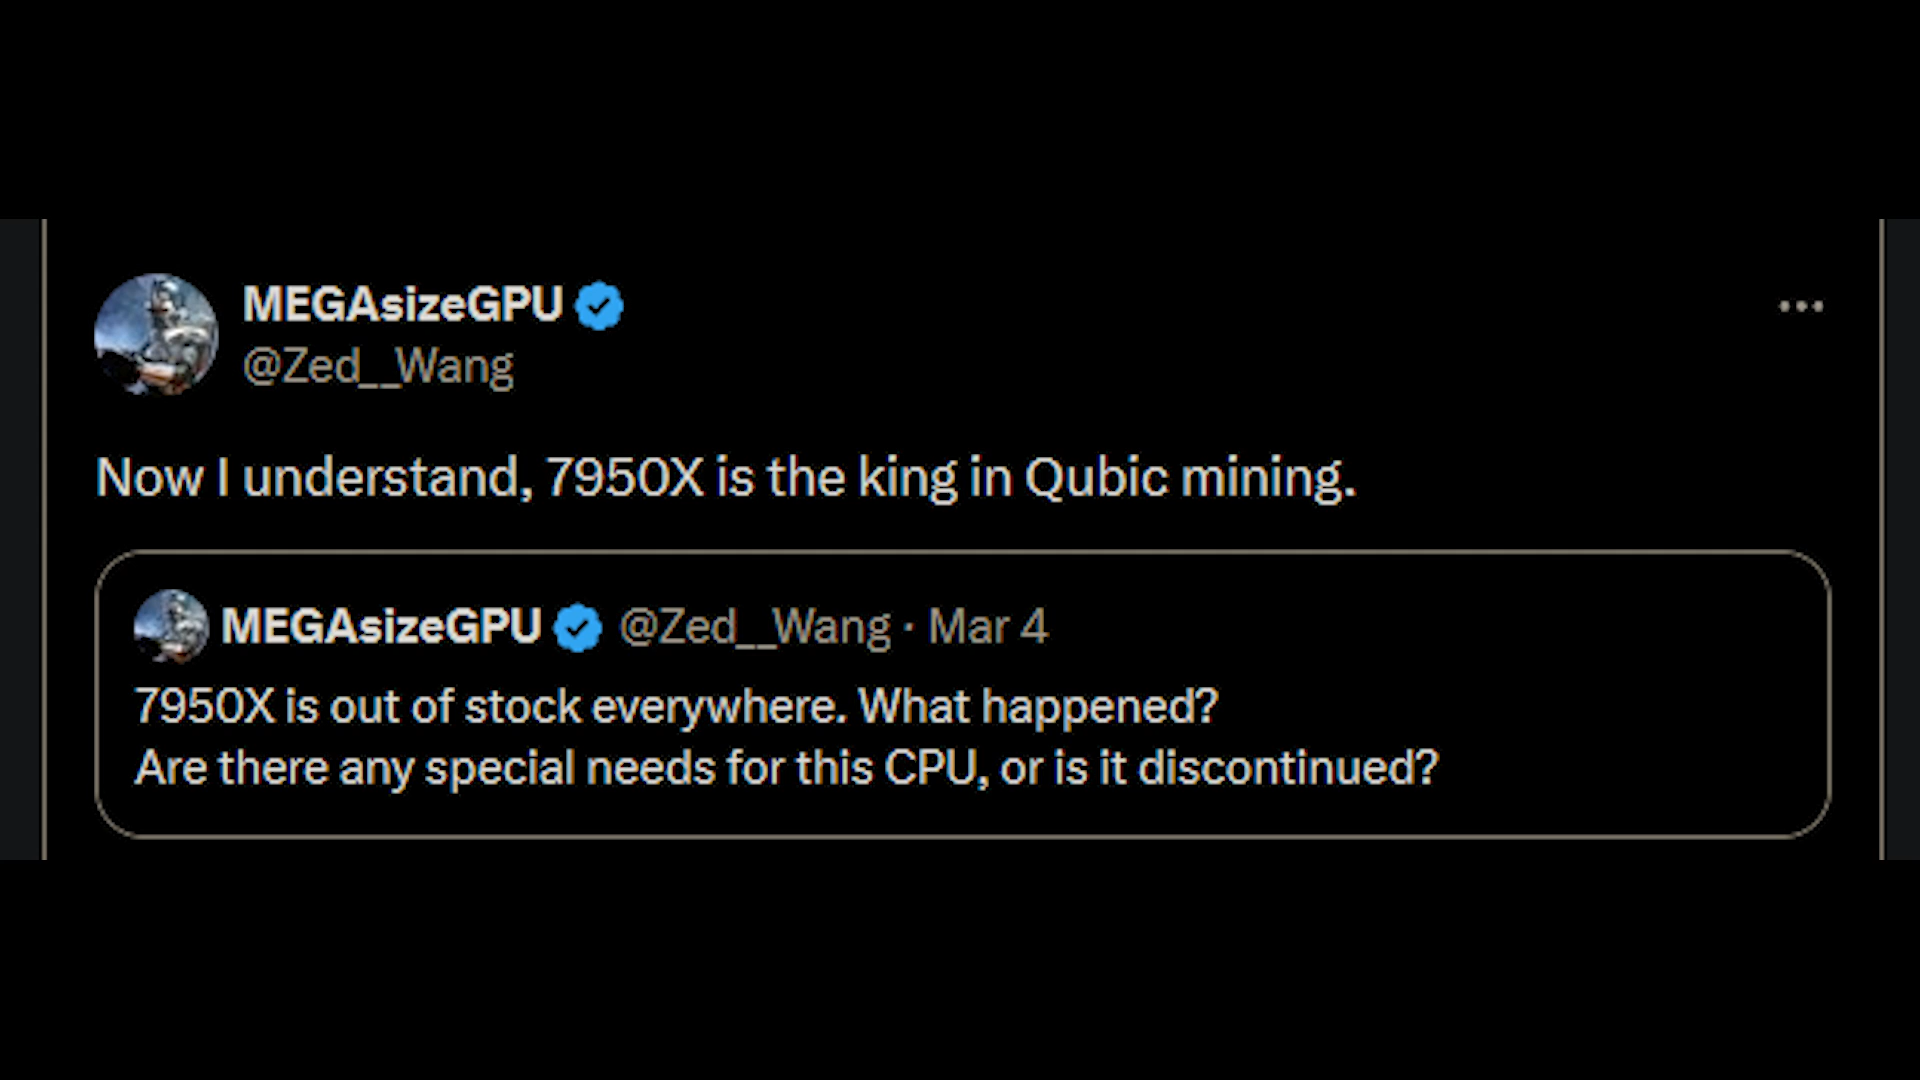 MEGAsizeGPU
@Zed__Wang
Now I understand, 7950X is the king in Qubic mining.
MEGAsizeGPU @Zed__Wang · Mar 4
7950X is out of stock everywhere. What happened?
Are there any special needs for this CPU, or is it discontinued?